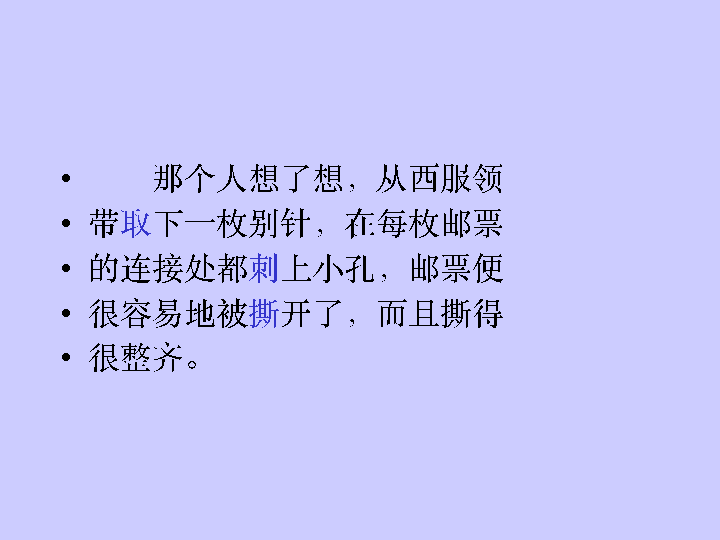 • 那个人想了想，从西服领
• 带取下一枚别针，在每枚邮票
• 的连接处都刺上小孔，邮票便
• 很容易地被撕开了，而且撕得
• 很整齐。